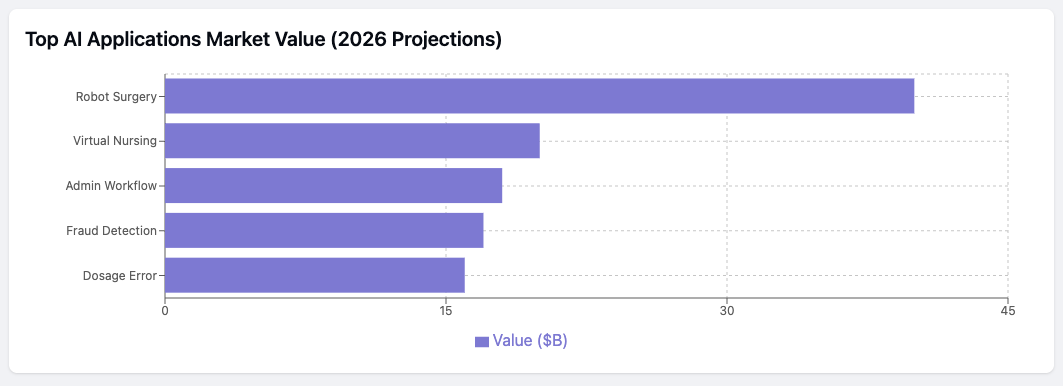 Top AI Applications Market Value (2026 Projections)
Robot Surgery
Virtual Nursing
Admin Workflow
Fraud Detection
Dosage Error
0 15 30 45
Value ($B)